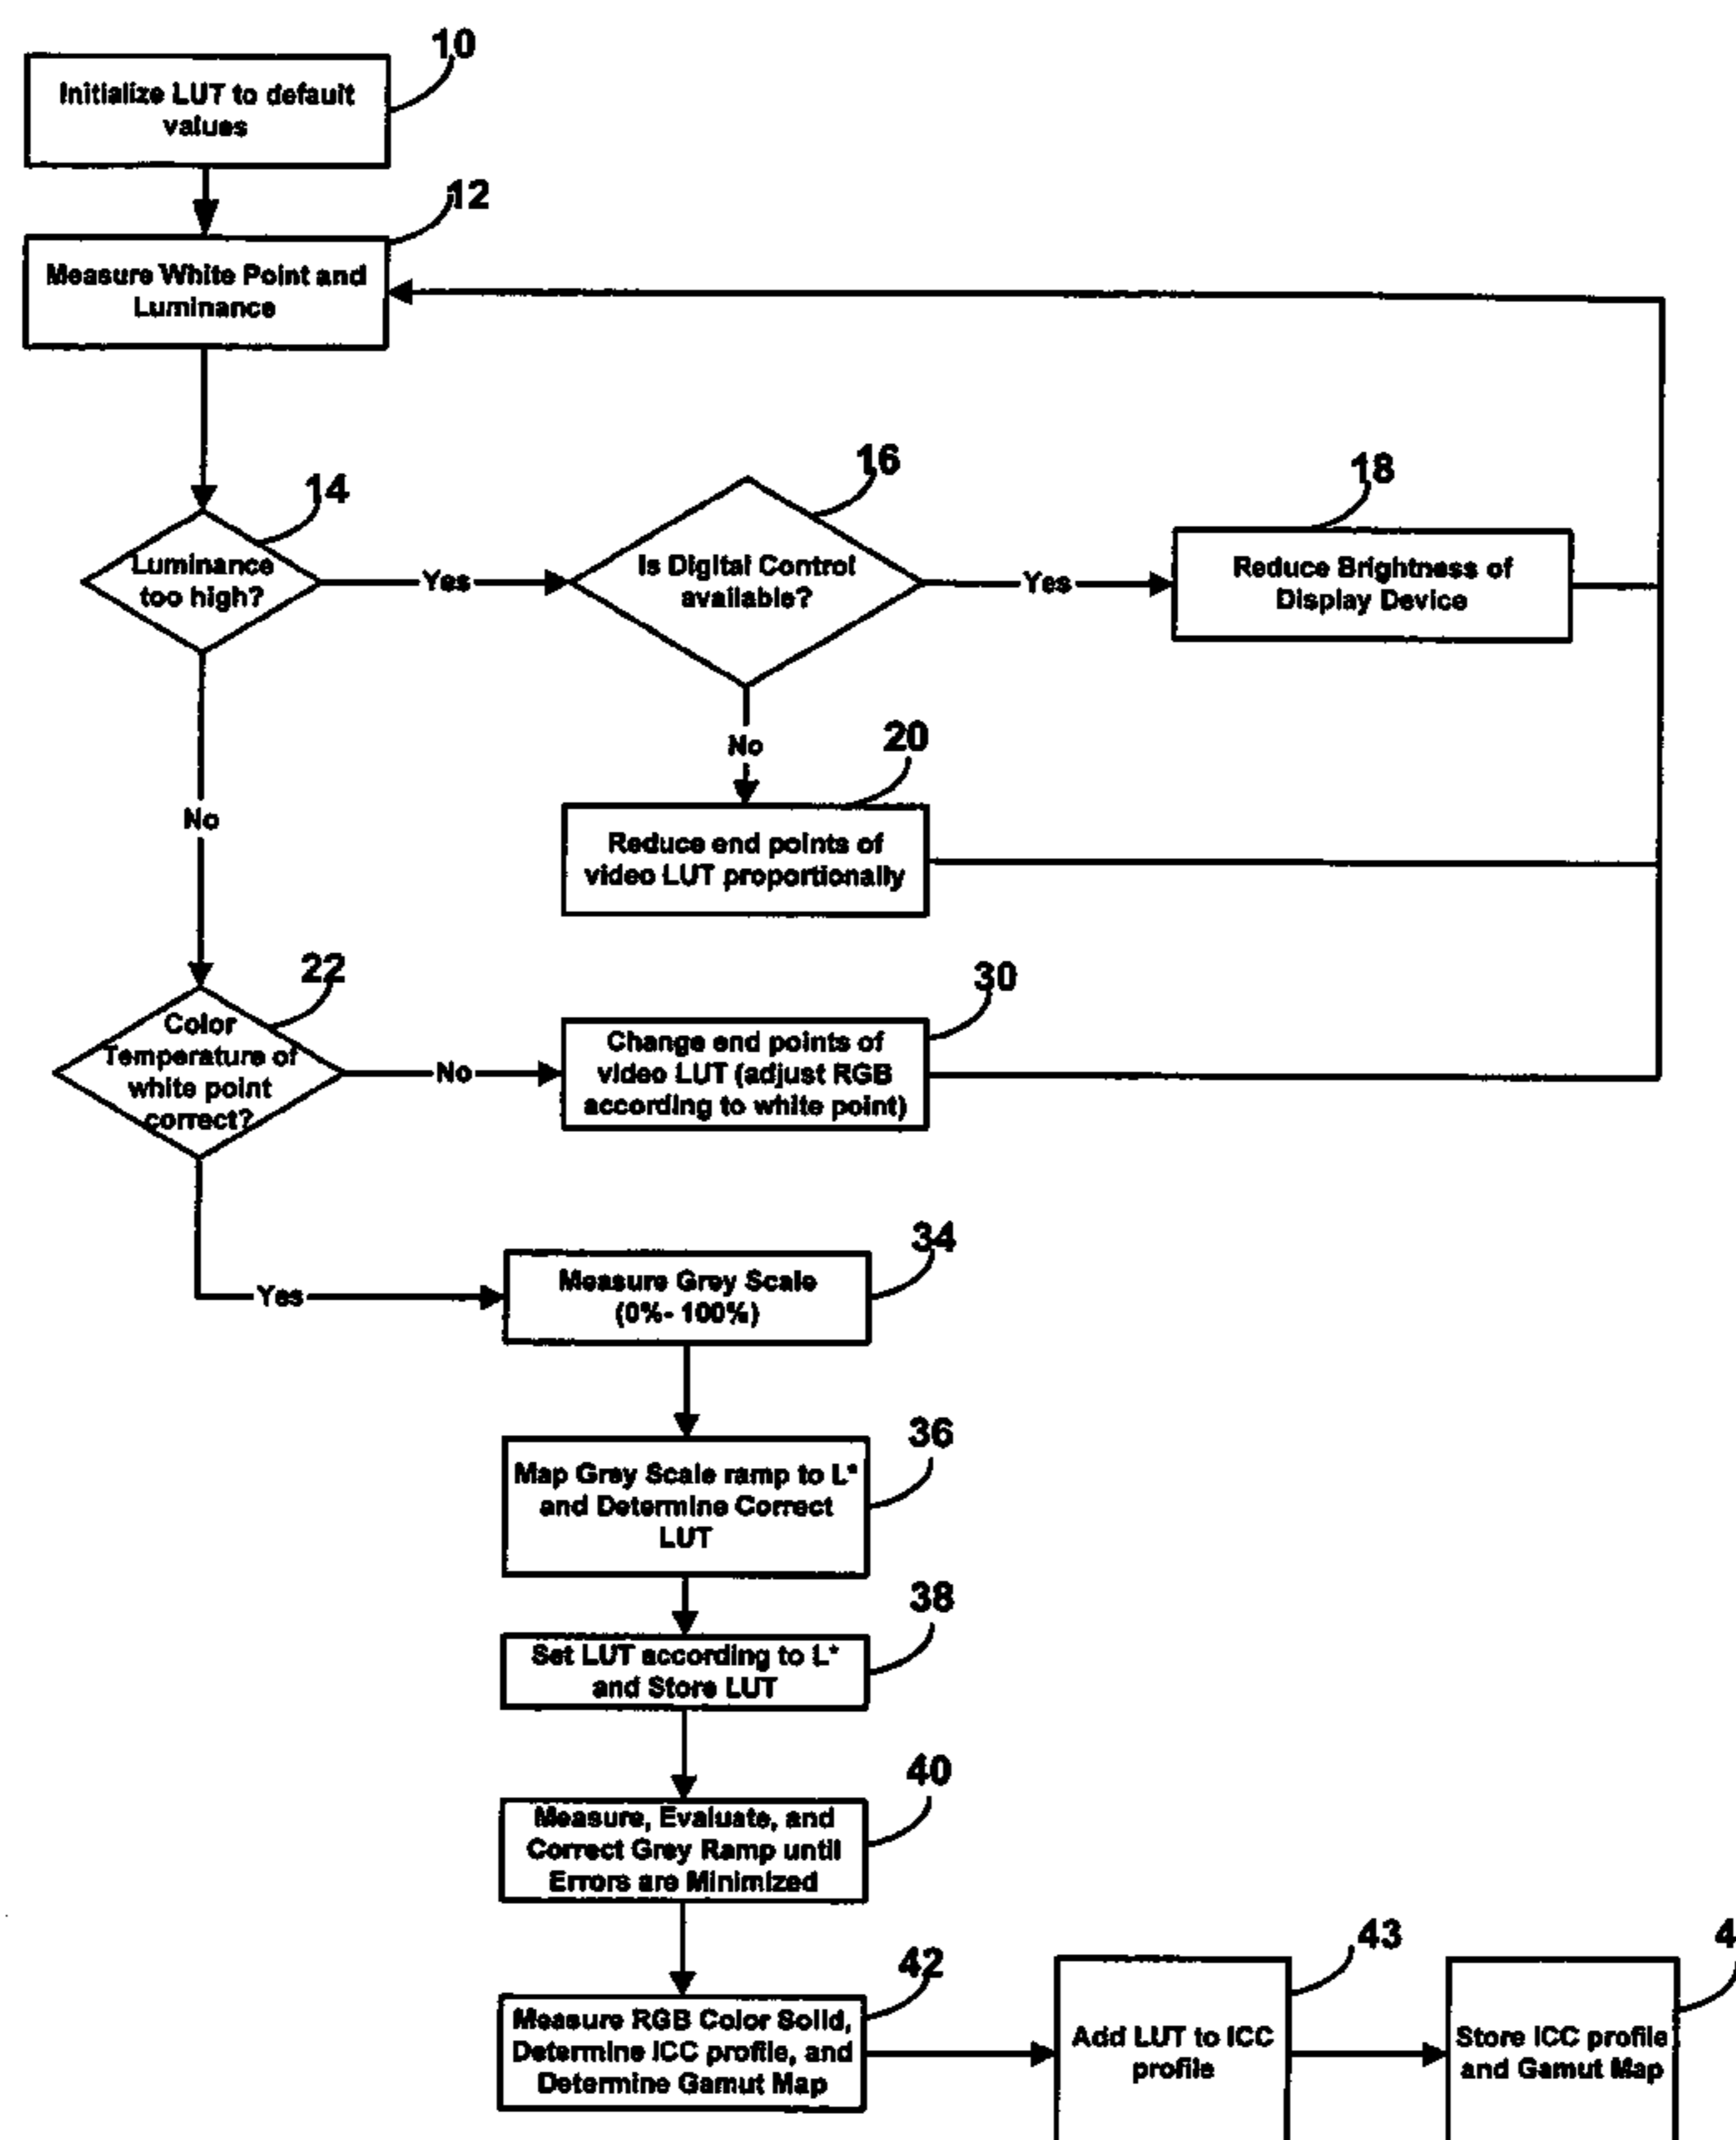 10
Initialize LUT to default
values
12
Measure White Point and
Luminance
14
Luminance
too high?
Yes
16
Is Digital Control
available?
Yes
18
Reduce Brightness of
Display Device
No
20
Reduce end points of
video LUT proportionally
No
22
Color
Temperature of
white point
correct?
No
30
Change end points of
video LUT (adjust RGB
according to white point)
Yes
34
Measure Grey Scale
(0%- 100%)
36
Map Grey Scale ramp to L*
and Determine Correct
LUT
38
Set LUT according to L*
and Store LUT
40
Measure, Evaluate, and
Correct Grey Ramp until
Errors are Minimized
42
Measure RGB Color Solid,
Determine ICC profile, and
Determine Gamut Map
43
Add LUT to ICC
profile
Store ICC profile
and Gamut Map